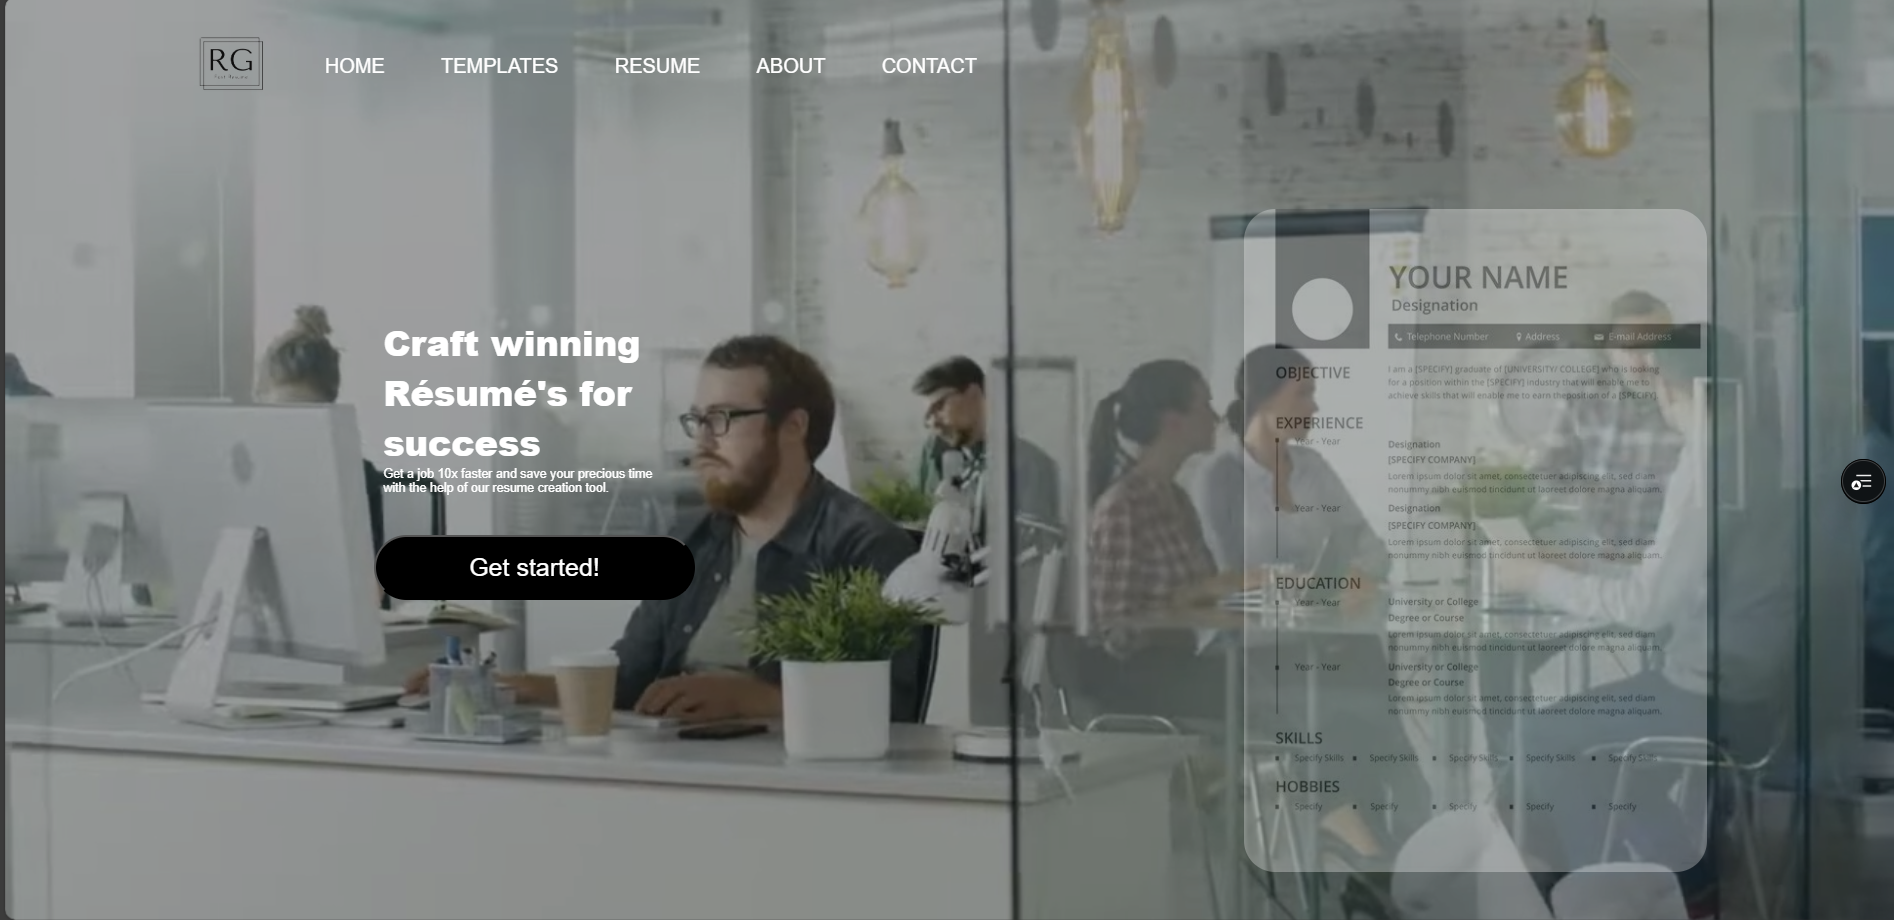 RG
HOME TEMPLATES RESUME ABOUT CONTACT
Craft winning
Résumé's for
success
Get a job 10x faster and save your precious time
with the help of our resume creation tool.
Get started!
YOUR NAME
Designation
Telephone Number Address E-mail Address
OBJECTIVE
I am a [SPECIFY] graduate of [UNIVERSITY/ COLLEGE] who is looking
for a position within the [SPECIFY] industry that will enable me to
achieve skills that will enable me to earn theposition of a [SPECIFY]
EXPERIENCE
Year - Year
Designation
[SPECIFY COMPANY]
Lorem ipsum dolor sit amet, consectetuer adipiscing elit, sed diam
nonummy nibh euismod tincidunt ut laoreet dolore magna aliquam.
Year - Year
Designation
[SPECIFY COMPANY]
Lorem ipsum dolor sit amet, consectetuer adipiscing elit, sed diam
nonummy nibh euismod tincidunt ut laoreet dolore magna aliquam.
EDUCATION
Year - Year
University or College
Degree or Course
Lorem ipsum dolor sit amet, consectetuer adipiscing elit, sed diam
nonummy nibh euismod tincidunt ut laoreet dolore magna aliquam.
Year - Year
University or College
Degree or Course
Lorem ipsum dolor sit amet, consectetuer adipiscing elit, sed diam
nonummy nibh euismod tincidunt ut laoreet dolore magna aliquam.
SKILLS
Specify Skills Specify Skills Specify Skills Specify Skills Specify Skills
HOBBIES
Specify Specify Specify Specify Specify